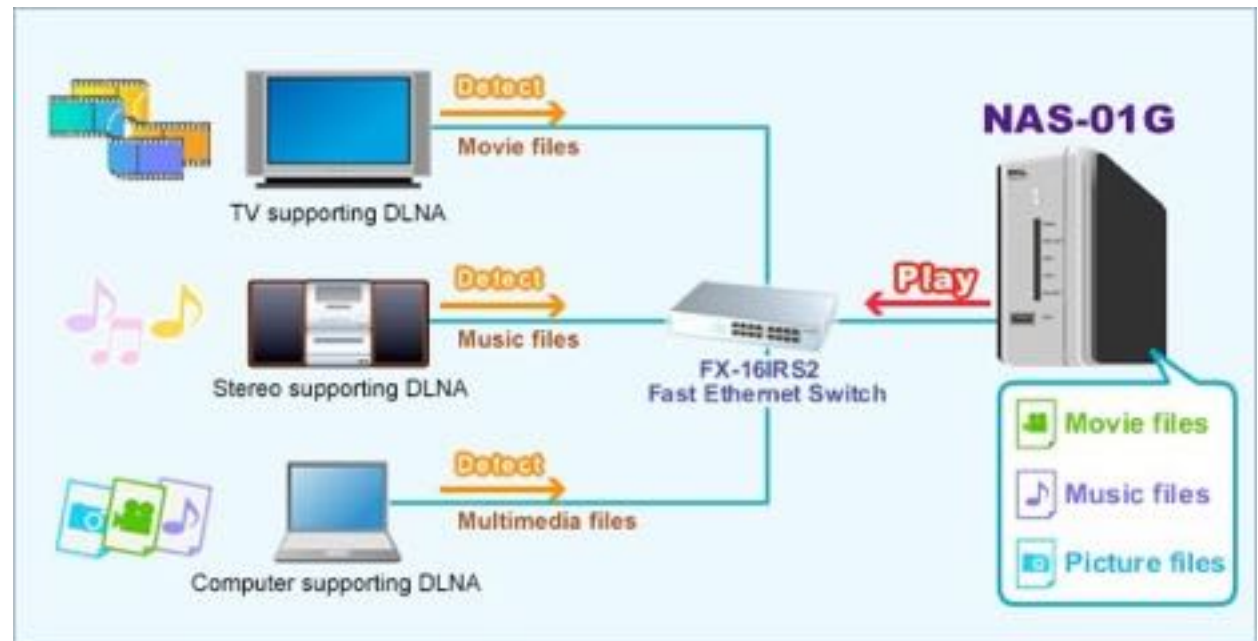 Detect
Movie files
TV supporting DLNA
NAS-01G
Detect
Music files
Stereo supporting DLNA
Play
FX-16IRS2
Fast Ethernet Switch
Movie files
Music files
Picture files
Detect
Multimedia files
Computer supporting DLNA